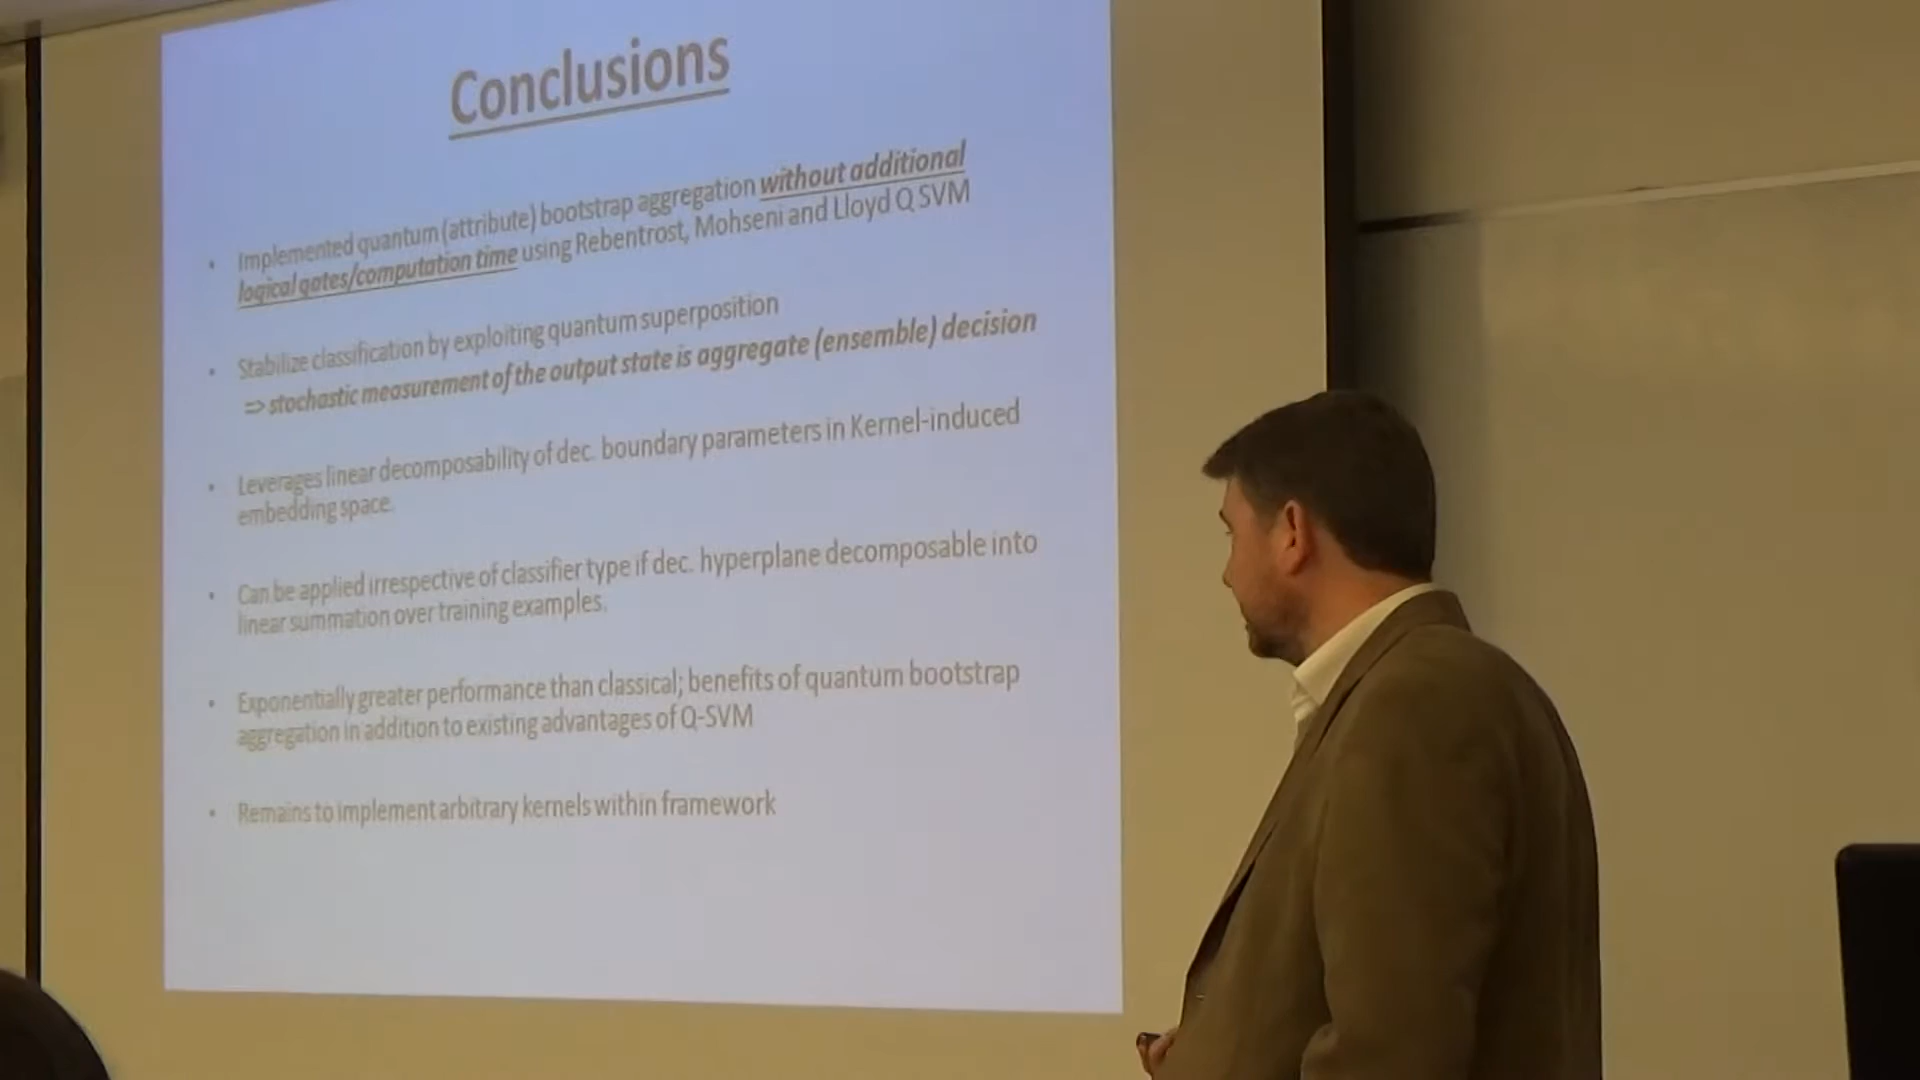 Conclusions
• Implemented quantum (attribute) bootstrap aggregation without additional
logical gates/computation time using Rebentrost, Mohseni and Lloyd Q SVM
• Stabilize classification by exploiting quantum superposition
=> stochastic measurement of the output state is aggregate (ensemble) decision
• Leverages linear decomposability of dec. boundary parameters in Kernel-induced
embedding space.
• Can be applied irrespective of classifier type if dec. hyperplane decomposable into
linear summation over training examples.
• Exponentially greater performance than classical; benefits of quantum bootstrap
aggregation in addition to existing advantages of Q-SVM
• Remains to implement arbitrary kernels within framework